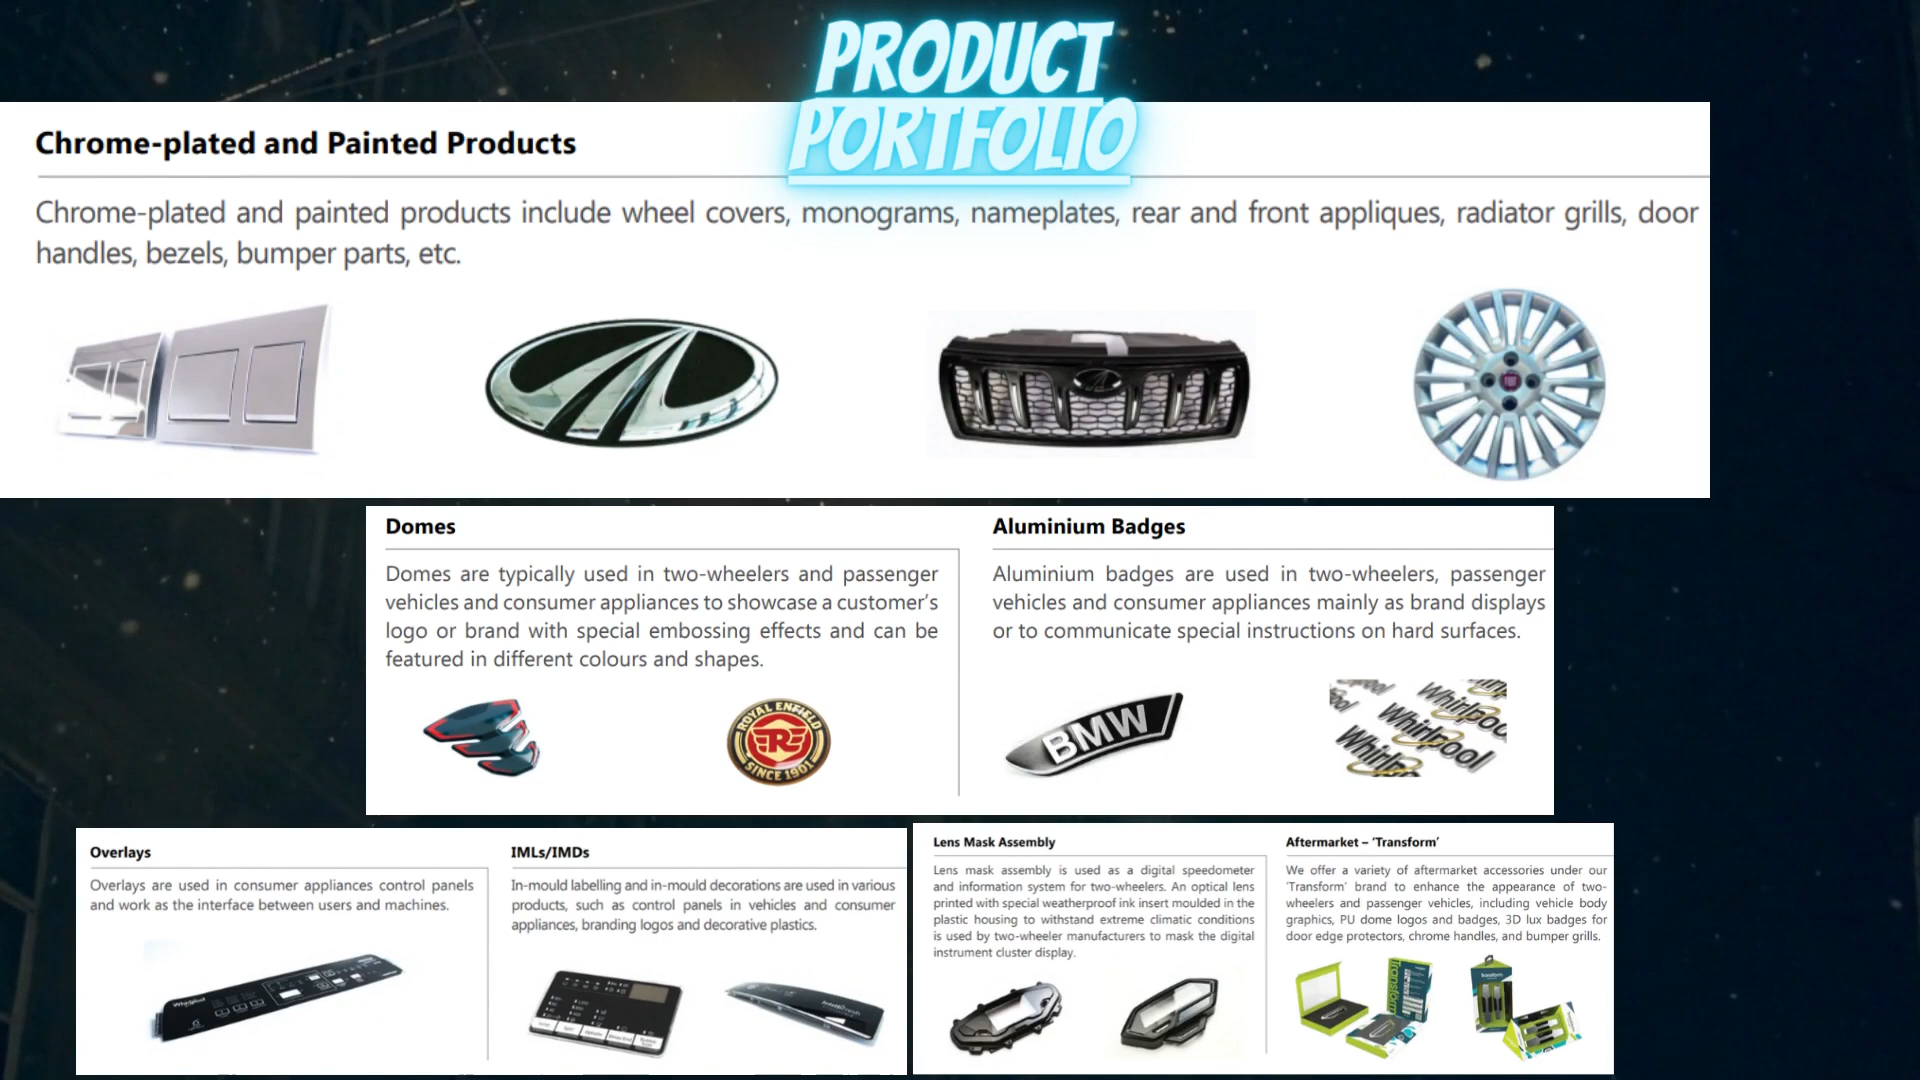 PRODUCT
PORTFOLIO
Chrome-plated and Painted Products
Chrome-plated and painted products include wheel covers, monograms, nameplates, rear and front appliques, radiator grills, door
handles, bezels, bumper parts, etc.
Domes
Domes are typically used in two-wheelers and passenger
vehicles and consumer appliances to showcase a customer's
logo or brand with special embossing effects and can be
featured in different colours and shapes.
ROYAL ENFIELD
R
SINCE 1901
Aluminium Badges
Aluminium badges are used in two-wheelers, passenger
vehicles and consumer appliances mainly as brand displays
or to communicate special instructions on hard surfaces.
BMW
Whirlpool
Whirlpool
Overlays
Overlays are used in consumer appliances control panels
and work as the interface between users and machines.
Whirlpool
IMLs/IMDs
In-mould labelling and in-mould decorations are used in various
products, such as control panels in vehicles and consumer
appliances, branding logos and decorative plastics.
Lens Mask Assembly
Lens mask assembly is used as a digital speedometer
and information system for two-wheelers. An optical lens
printed with special weatherproof ink insert moulded in the
plastic housing to withstand extreme climatic conditions
is used by two-wheeler manufacturers to mask the digital
instrument cluster display.
Aftermarket – 'Transform'
We offer a variety of aftermarket accessories under our
'Transform' brand to enhance the appearance of two-
wheelers and passenger vehicles, including vehicle body
graphics, PU dome logos and badges, 3D lux badges for
door edge protectors, chrome handles, and bumper grills.
Transform